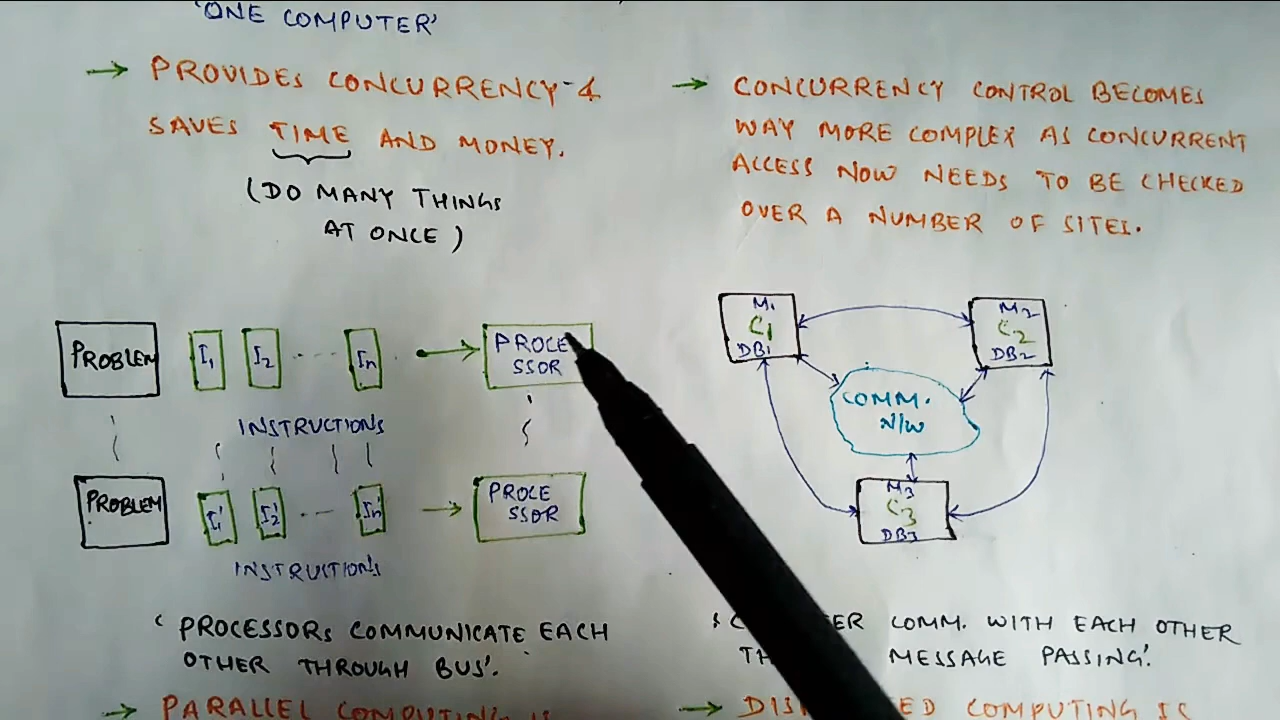 'ONE COMPUTER'
→ PROVIDES CONCURRENCY &
SAVES TIME AND MONEY.
(DO MANY THINGS
AT ONCE)
PROBLEM I1 I2 ... In → PROCE
SSOR
INSTRUCTIONS
PROBLEM I1' I2' ... In' → PROCE
SSOR
INSTRUCTIONS
'PROCESSORS COMMUNICATE EACH
OTHER THROUGH BUS'.
→ PARALLEL COMPUTING IS
→ CONCURRENCY CONTROL BECOMES
WAY MORE COMPLEX AS CONCURRENT
ACCESS NOW NEEDS TO BE CHECKED
OVER A NUMBER OF SITES.
M1
C1
DB1
M2
C2
DB2
COMM.
N/W
M3
C3
DB3
COMM. WITH EACH OTHER
MESSAGE PASSING'.
→ COMPUTING IS